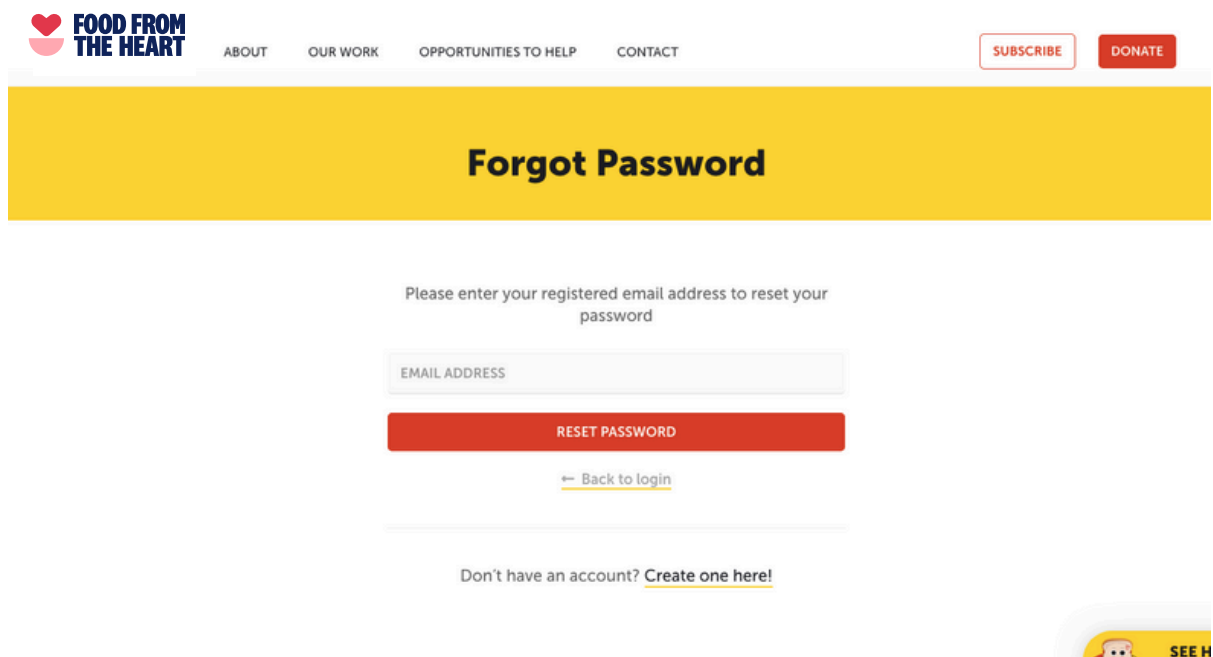 FOOD FROM
THE HEART
ABOUT OUR WORK OPPORTUNITIES TO HELP CONTACT SUBSCRIBE DONATE
Forgot Password
Please enter your registered email address to reset your
password
EMAIL ADDRESS
RESET PASSWORD
← Back to login
Don't have an account? Create one here!
SEE